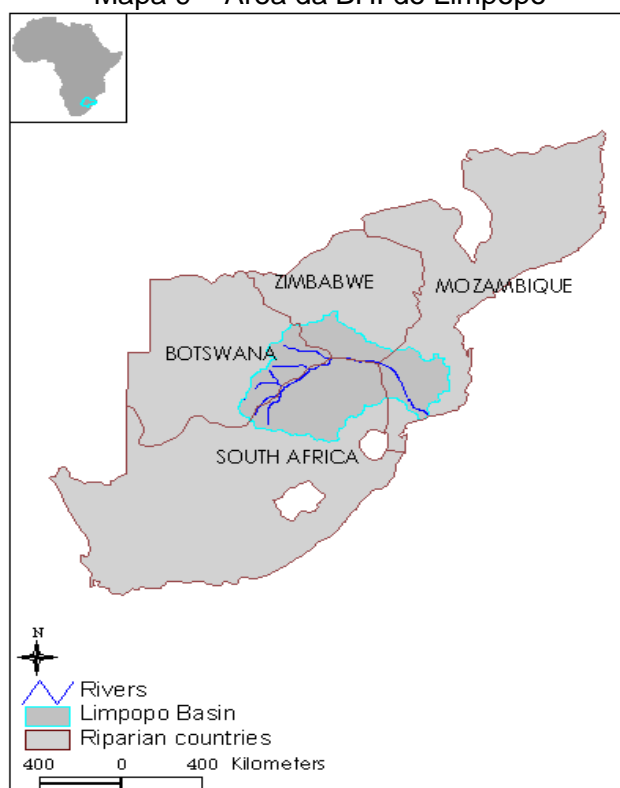 Mapa – Área da BHI do Limpopo
ZIMBABWE
MOZAMBIQUE
BOTSWANA
SOUTH AFRICA
N
Rivers
Limpopo Basin
Riparian countries
400 0 400 Kilometers